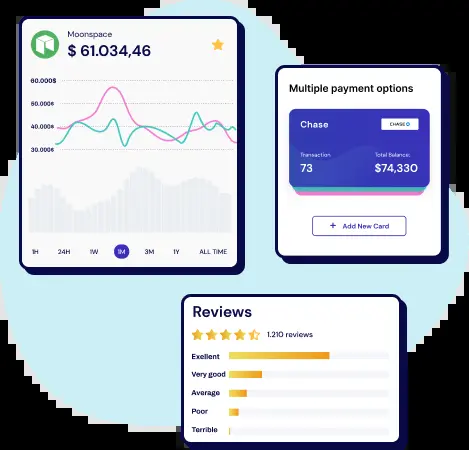 Moonspace
$ 61.034,46
60.000$
60.000$
40.000$
30.000$
1H 24H 1W 1M 3M 1Y ALL TIME
Multiple payment options
Chase
CHASE
Transaction Total Balance:
73 $74,330
+ Add New Card
Reviews
1.210 reviews
Exellent
Very good
Average
Poor
Terrible